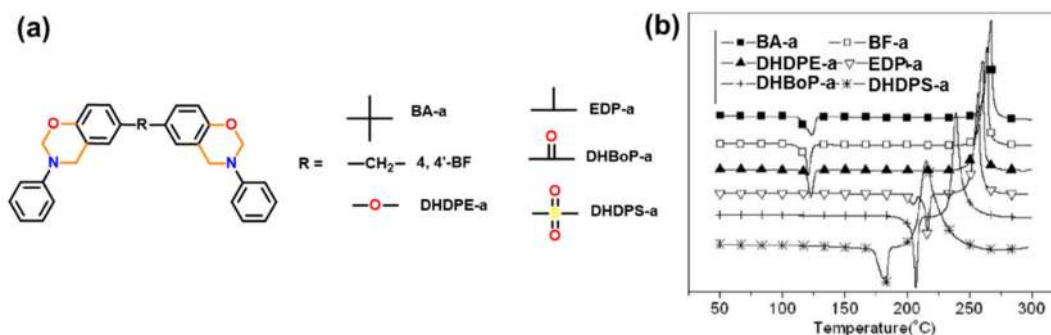 (a)
O
O
N
N
R
R =
BA-a
—CH₂— 4, 4'-BF
O
DHDPE-a
EDP-a
O
DHBoP-a
O
S
O
DHDPS-a
(b)
BA-a
BF-a
DHDPE-a
EDP-a
DHBoP-a
DHDPS-a
50 100 150 200 250 300
Temperature(°C)